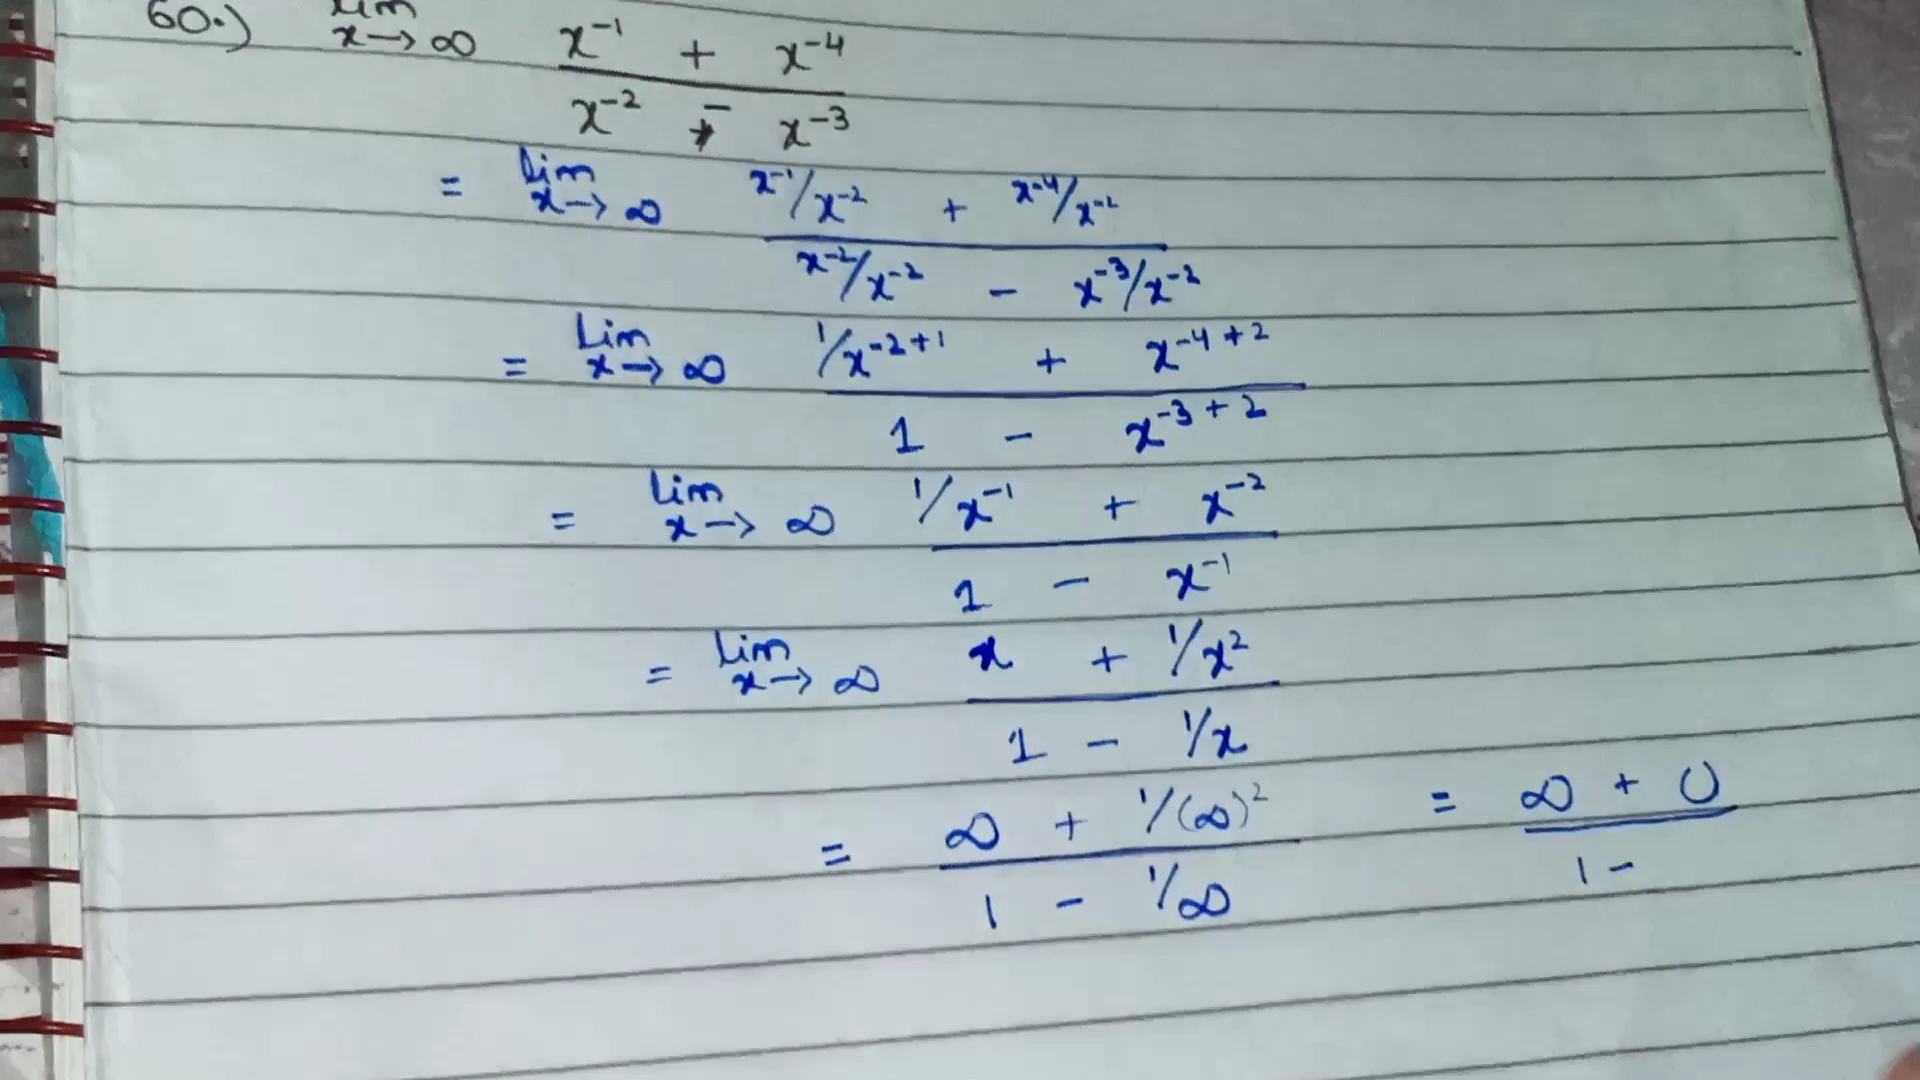 60.) lim x→∞ x⁻¹ + x⁻⁴ / x⁻² - x⁻³
= lim x→∞ x⁻¹/x⁻² + x⁻⁴/x⁻² / x⁻²/x⁻² - x⁻³/x⁻²
= Lim x→∞ 1/x⁻²⁺¹ + x⁻⁴⁺² / 1 - x⁻³⁺²
= Lim x→∞ 1/x⁻¹ + x⁻² / 1 - x⁻¹
= Lim x→∞ x + 1/x² / 1 - 1/x
= ∞ + 1/(∞)² / 1 - 1/∞ = ∞ + 0 / 1 -